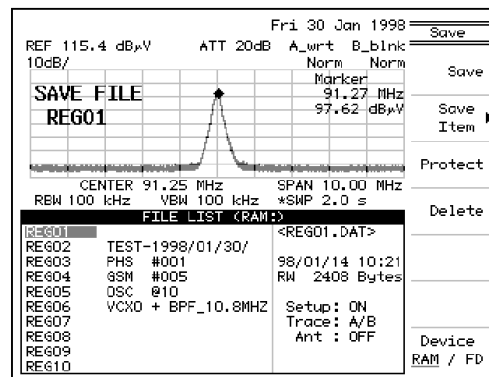 Fri 30 Jan 1998
REF 115.4 dBµV ATT 20dB A_wrt B_blnk
10dB/ Norm Norm
Marker
91.27 MHz
97.62 dBµV
SAVE FILE
REG01
CENTER 91.25 MHz SPAN 10.00 MHz
RBW 100 kHz VBW 100 kHz *SWP 2.0 s
FILE LIST (RAM:)
REG01 <REG01.DAT>
REG02 TEST-1998/01/30/
REG03 PHS #001 98/01/14 10:21
REG04 GSM #005 RW 2408 Bytes
REG05 OSC @10
REG06 VCXO + BPF_10.8MHZ Setup: ON
REG07 Trace: A/B
REG08 Ant : OFF
REG09
REG10
Save
Save
Save
Item
Protect
Delete
Device
RAM / FD